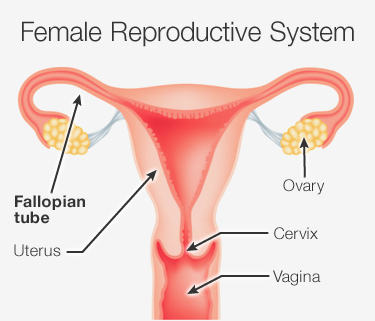 Female Reproductive System
Fallopian
tube
Ovary
Uterus
Cervix
Vagina